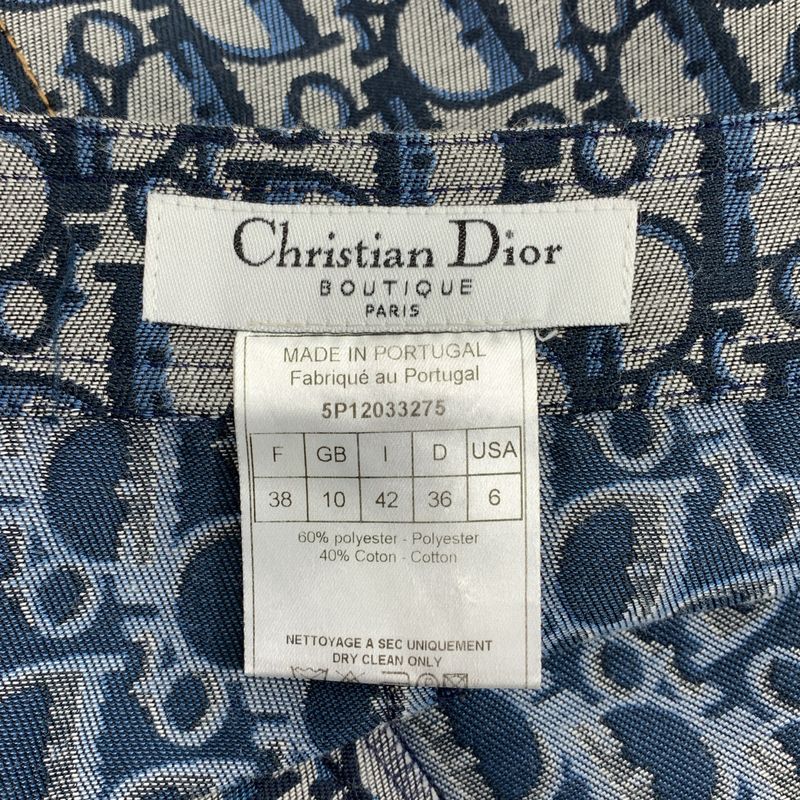 Christian Dior
BOUTIQUE
PARIS
MADE IN PORTUGAL
Fabriqué au Portugal
5P12033275
F GB I D USA
38 10 42 36 6
60% polyester - Polyester
40% Coton - Cotton
NETTOYAGE A SEC UNIQUEMENT
DRY CLEAN ONLY